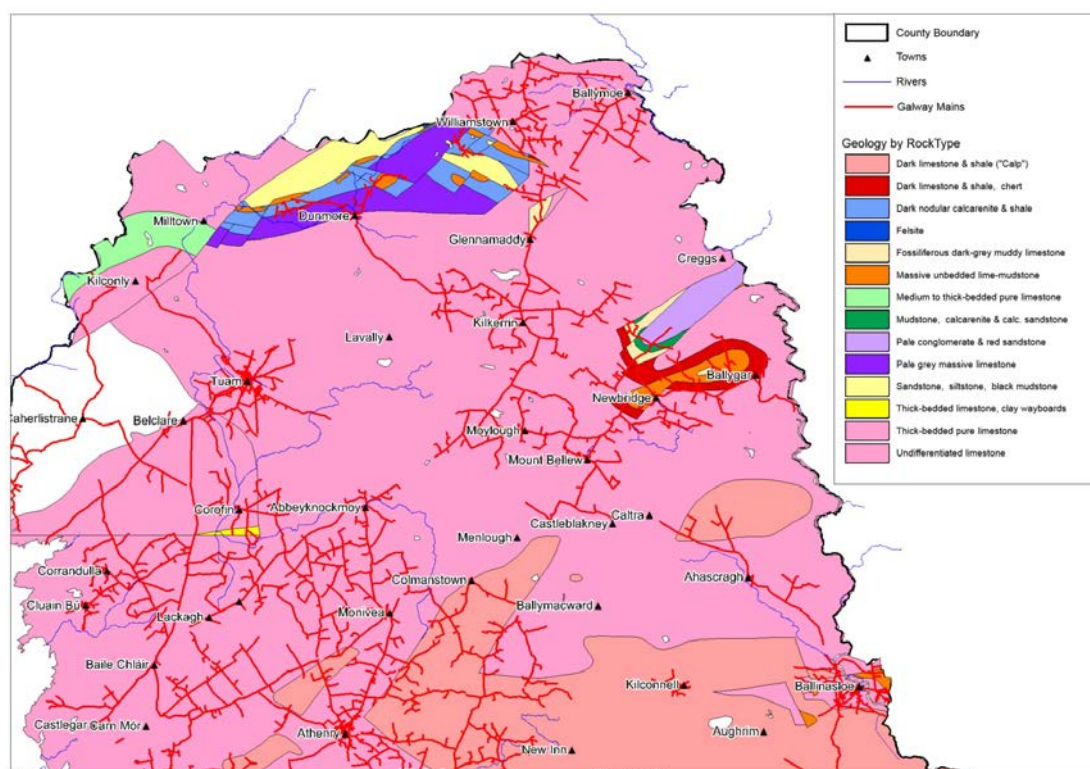 County Boundary
Towns
Rivers
Galway Mains
Geology by RockType
Dark limestone & shale ("Calp")
Dark limestone & shale, chert
Dark nodular calcarenite & shale
Felsite
Fossiliferous dark-grey muddy limestone
Massive unbedded lime-mudstone
Medium to thick-bedded pure limestone
Mudstone, calcarenite & calc. sandstone
Pale conglomerate & red sandstone
Pale grey massive limestone
Sandstone, siltstone, black mudstone
Thick-bedded limestone, clay wayboards
Thick-bedded pure limestone
Undifferentiated limestone
Ballymoe
Williamstown
Milltown
Dunmore
Glennamaddy
Creggs
Kilconly
Kilkerrin
Lavally
Tuam
Ballygar
Newbridge
Caherlistrane
Belclare
Moylough
Mount Bellew
Corofin
Abbeyknockmoy
Caltra
Castleblakney
Menlough
Corrandulla
Colmanstown
Ahascragh
Cluain Bú
Ballymacward
Lackagh
Monivea
Baile Chláir
Kilconnell
Ballinasloe
Castlegar
Carn Mór
Athenry
Aughrim
New Inn